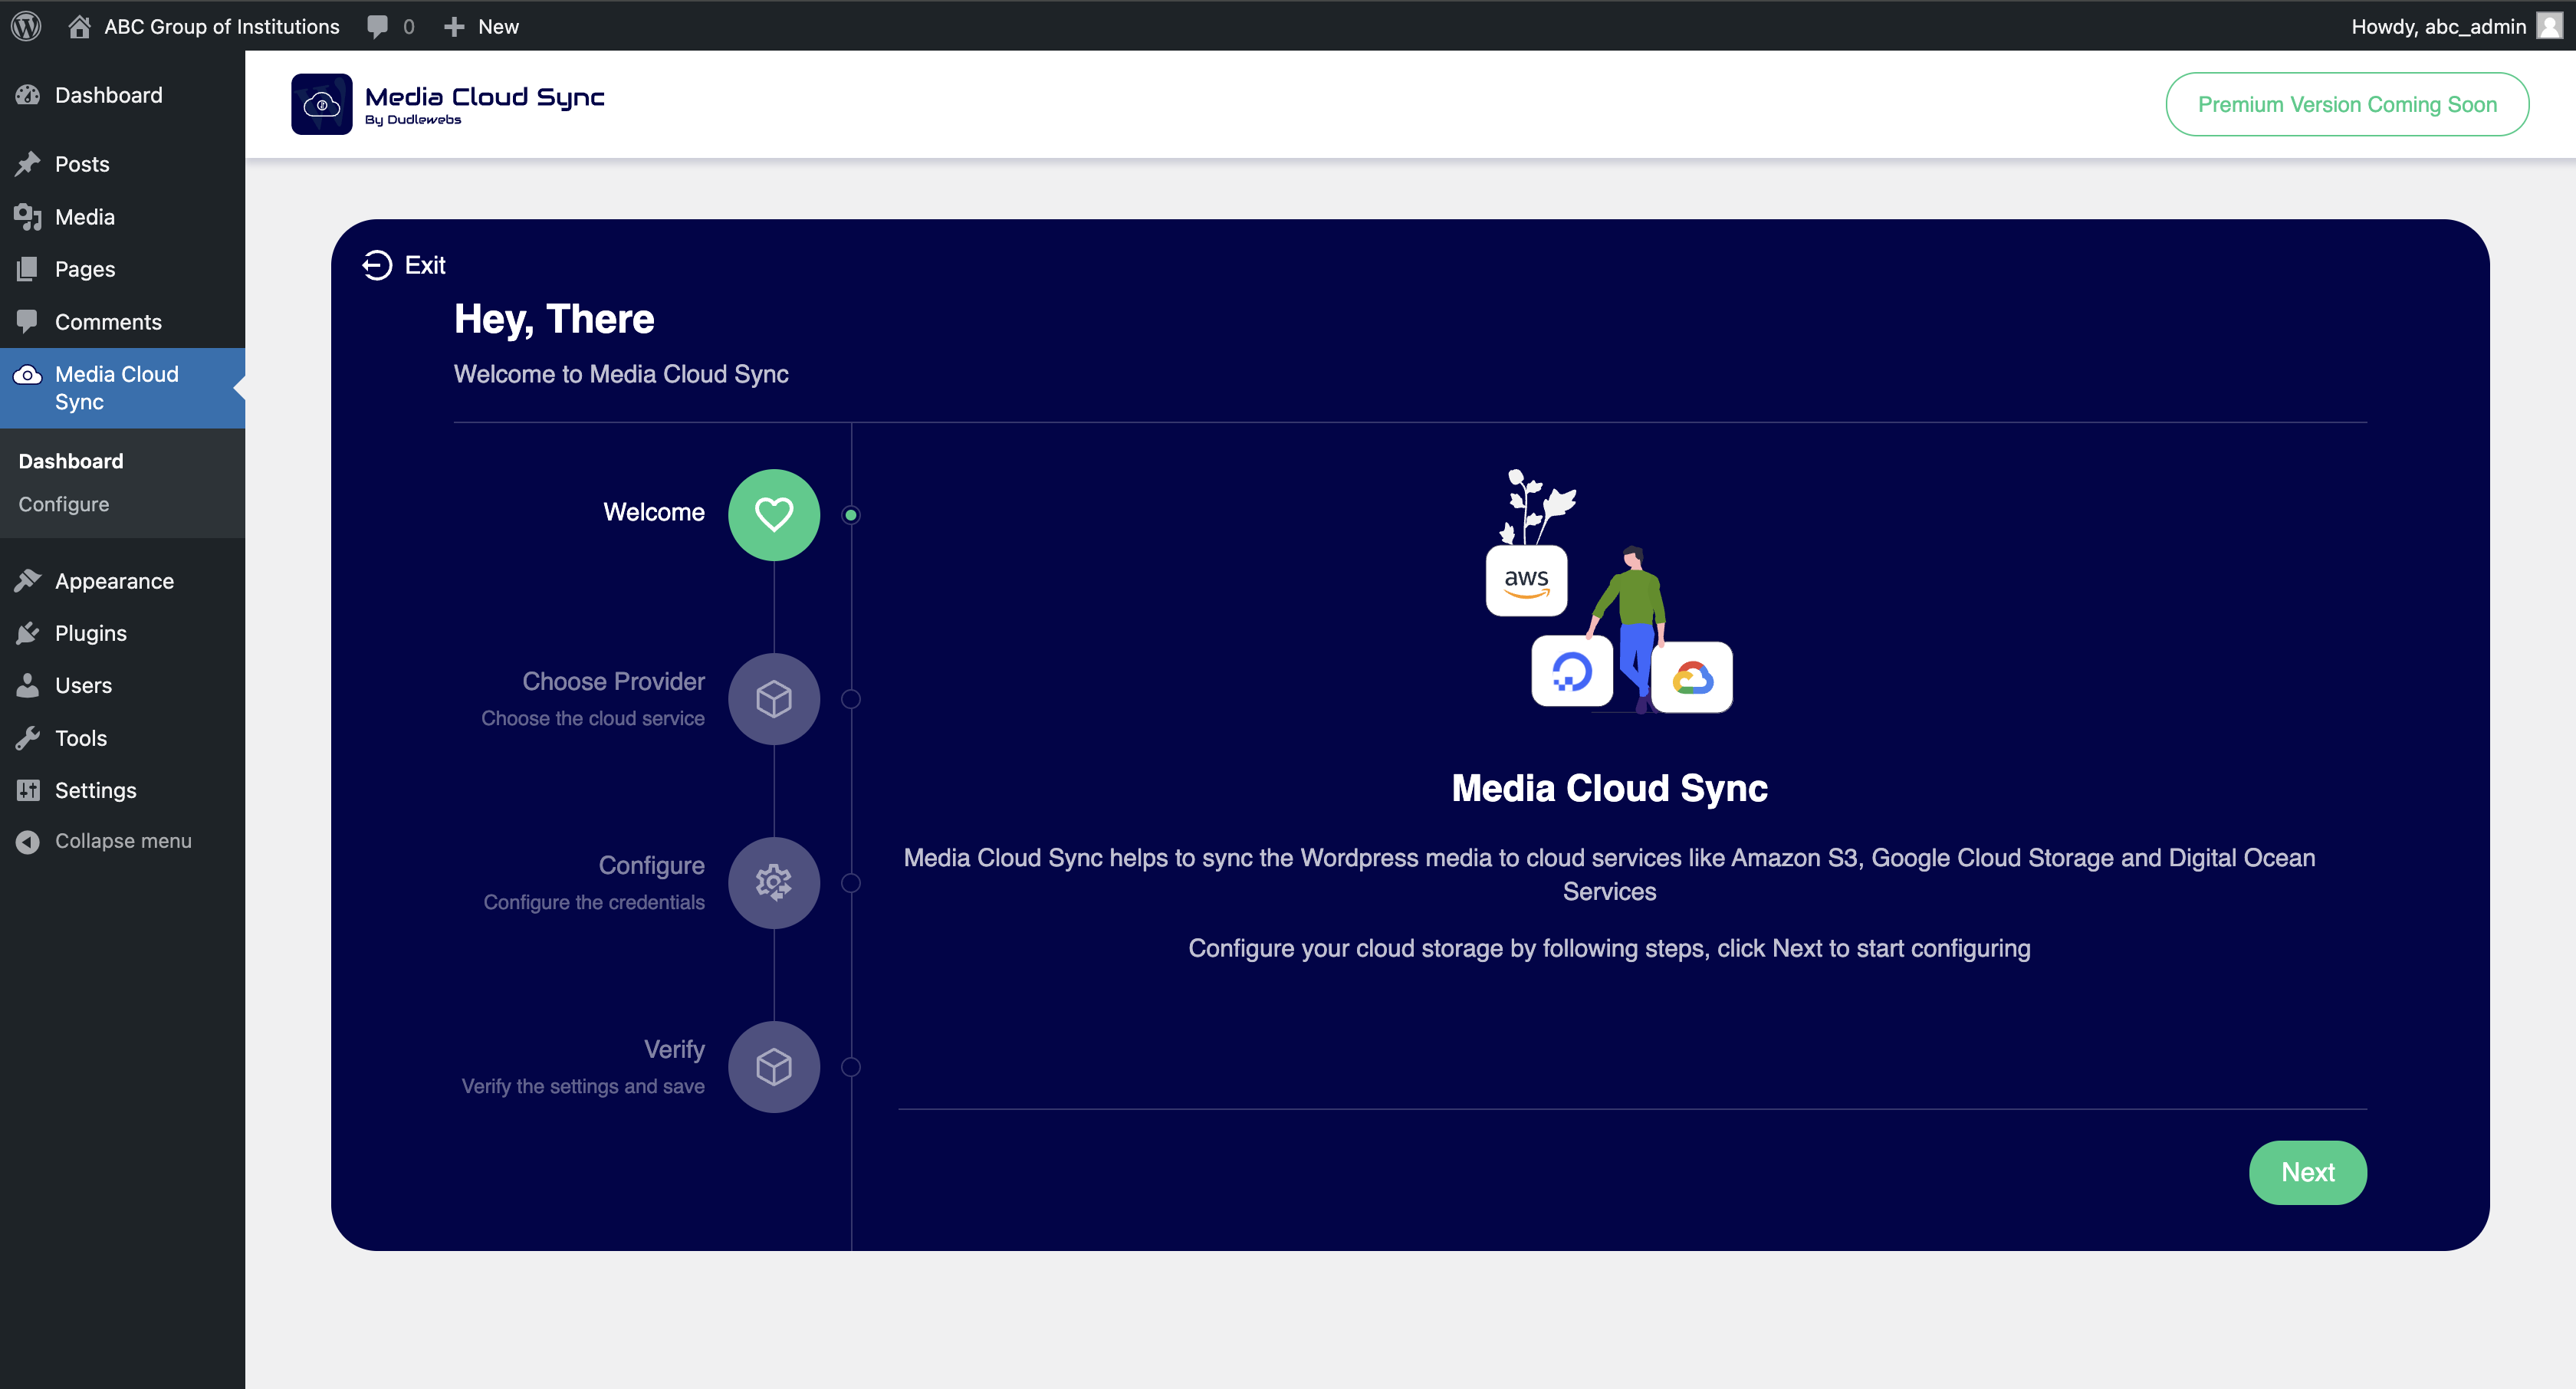 ABC Group of Institutions
0
New
Howdy, abc_admin
Dashboard
Posts
Media
Pages
Comments
Media Cloud
Sync
Dashboard
Configure
Appearance
Plugins
Users
Tools
Settings
Collapse menu
Media Cloud Sync
By Dudlewebs
Premium Version Coming Soon
Exit
Hey, There
Welcome to Media Cloud Sync
Welcome
Choose Provider
Choose the cloud service
Configure
Configure the credentials
Verify
Verify the settings and save
aws
Media Cloud Sync
Media Cloud Sync helps to sync the Wordpress media to cloud services like Amazon S3, Google Cloud Storage and Digital Ocean
Services
Configure your cloud storage by following steps, click Next to start configuring
Next